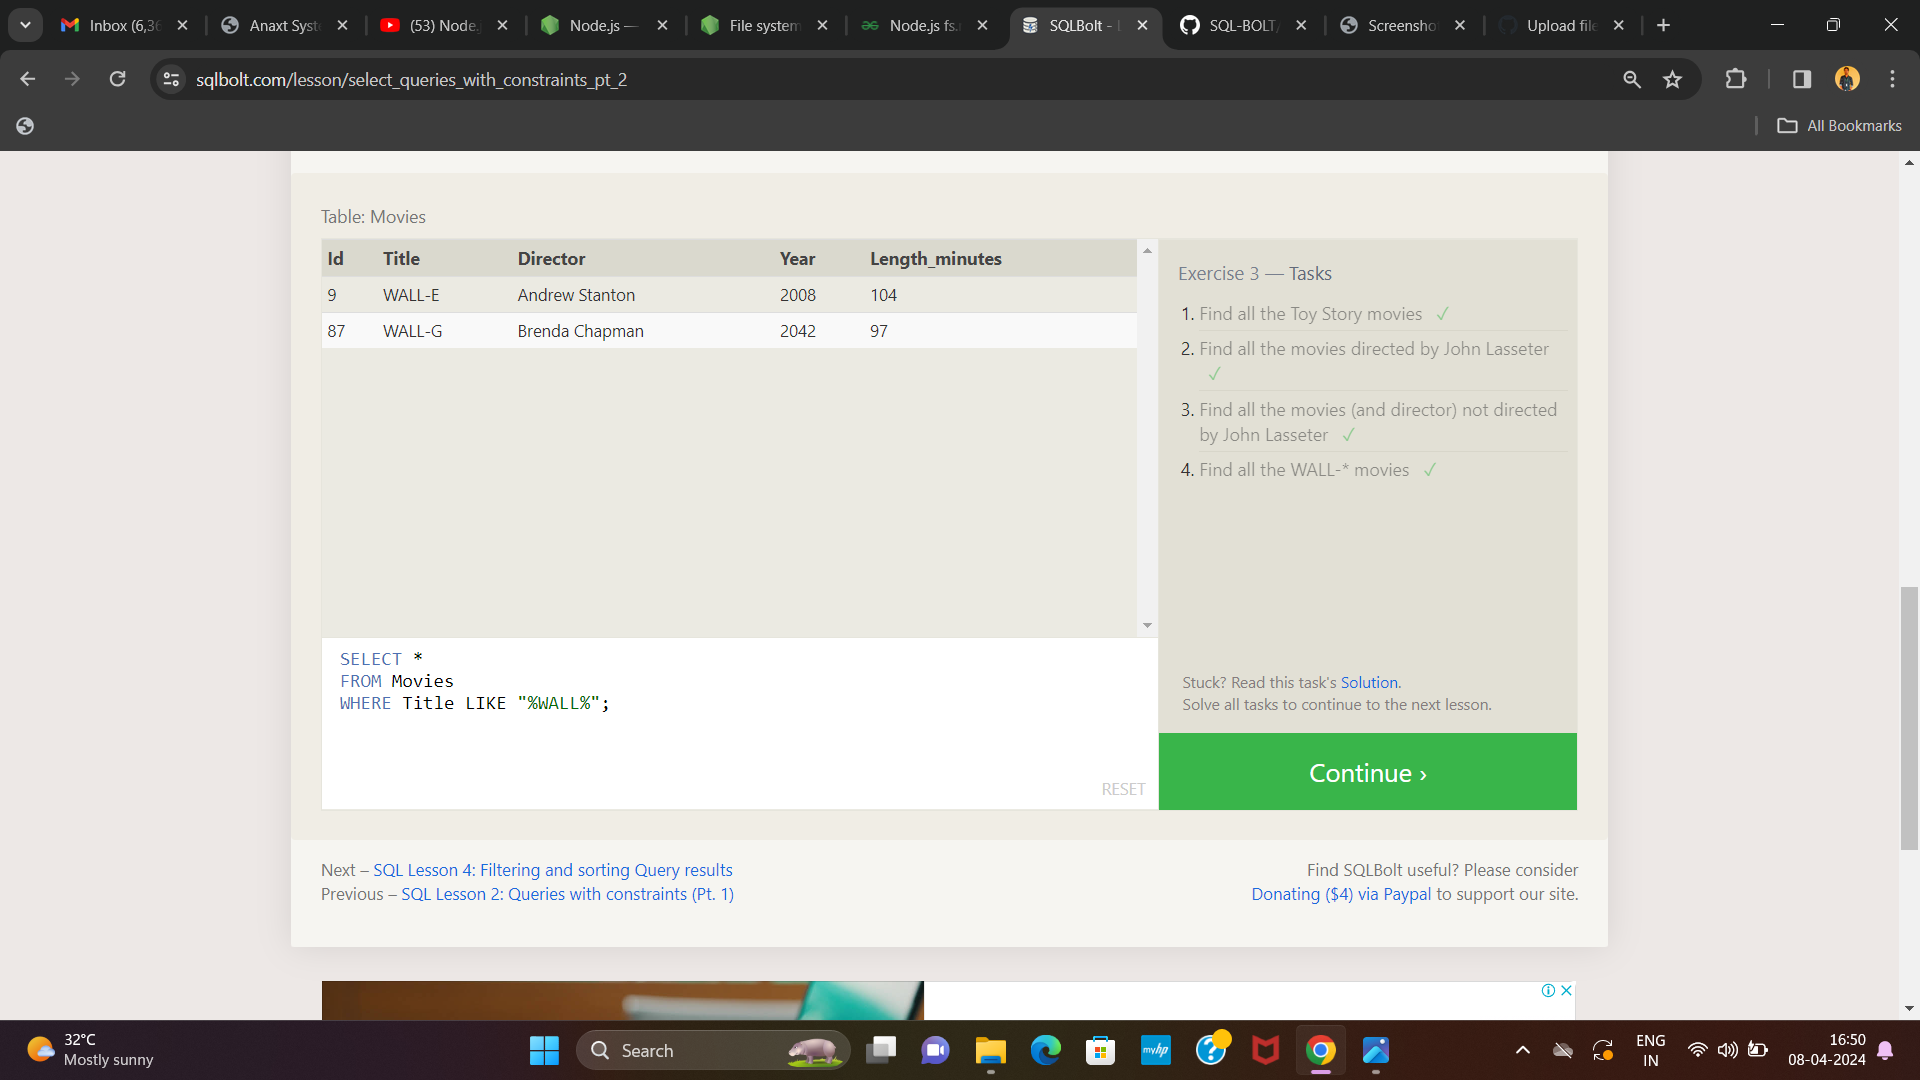 Inbox (6,36
Anaxt Syst
(53) Node.j
Node.js —
File system
Node.js fs.r
SQLBolt - L
SQL-BOLT/
Screensho
Upload file
sqlbolt.com/lesson/select_queries_with_constraints_pt_2
All Bookmarks
Table: Movies
Id Title Director Year Length_minutes
9 WALL-E Andrew Stanton 2008 104
87 WALL-G Brenda Chapman 2042 97
Exercise 3 — Tasks
1. Find all the Toy Story movies ✓
2. Find all the movies directed by John Lasseter
✓
3. Find all the movies (and director) not directed
by John Lasseter ✓
4. Find all the WALL-* movies ✓
SELECT *
FROM Movies
WHERE Title LIKE "%WALL%";
RESET
Stuck? Read this task's Solution.
Solve all tasks to continue to the next lesson.
Continue ›
Next – SQL Lesson 4: Filtering and sorting Query results
Previous – SQL Lesson 2: Queries with constraints (Pt. 1)
Find SQLBolt useful? Please consider
Donating ($4) via Paypal to support our site.
32°C
Mostly sunny
Search
myhp
ENG
IN
16:50
08-04-2024